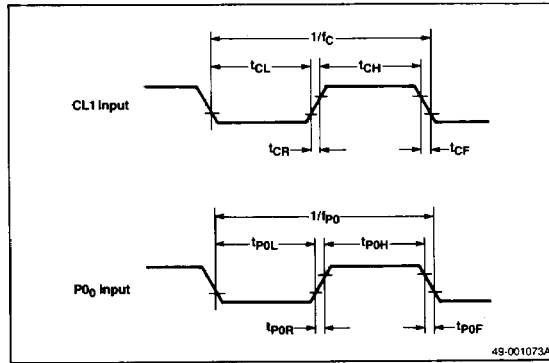 1/fC
tCL
tCH
CL1 Input
tCR
tCF
1/fP0
tP0L
tP0H
P00 Input
tP0R
tP0F
49-001073A